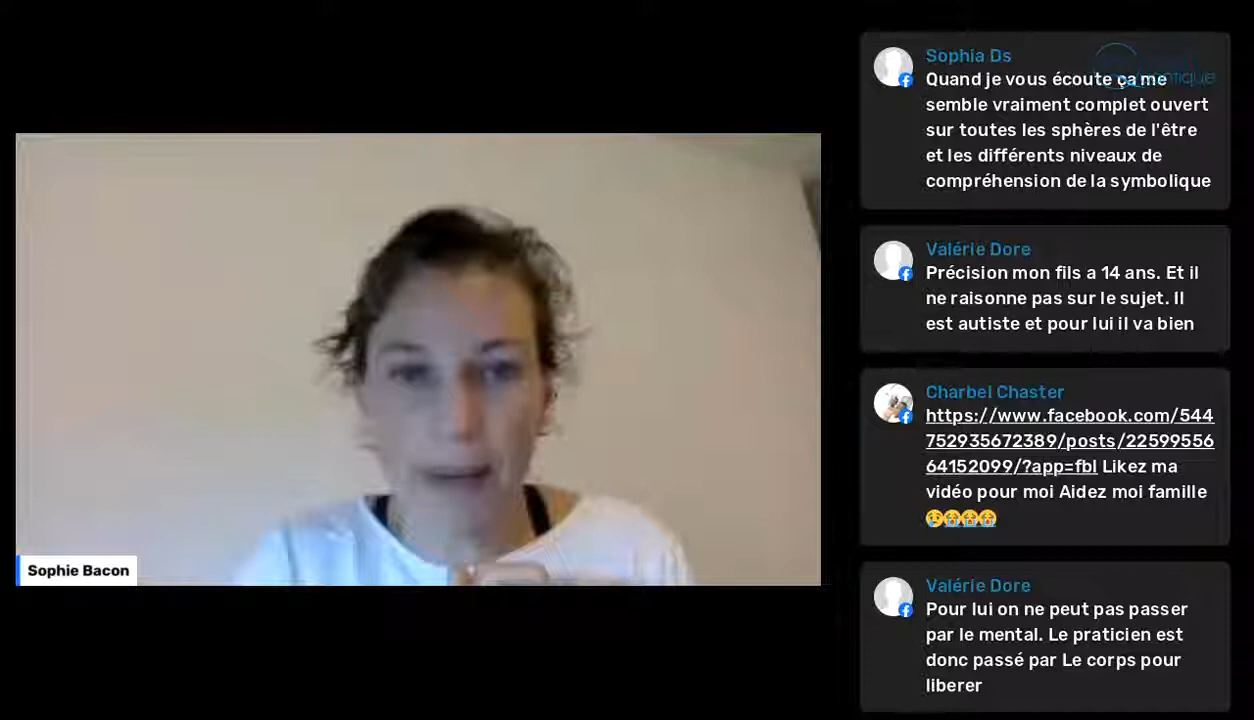 Sophia Ds
Quand je vous écoute ça me
semble vraiment complet ouvert
sur toutes les sphères de l'être
et les différents niveaux de
compréhension de la symbolique
Valérie Dore
Précision mon fils a 14 ans. Et il
ne raisonne pas sur le sujet. Il
est autiste et pour lui il va bien
Charbel Chaster
https://www.facebook.com/544
752935672389/posts/22599556
64152099/?app=fbl Likez ma
vidéo pour moi Aidez moi famille
😢😭😭😭
Valérie Dore
Pour lui on ne peut pas passer
par le mental. Le praticien est
donc passé par Le corps pour
liberer
Sophie Bacon